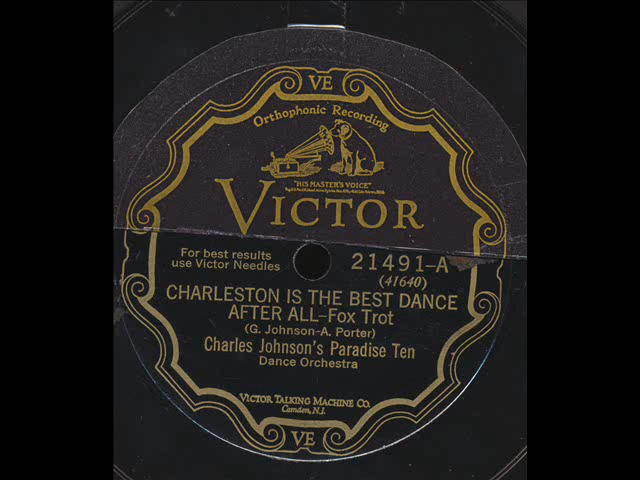 VE
Orthophonic Recording
"HIS MASTER'S VOICE"
VICTOR
For best results
use Victor Needles
21491-A
(41640)
CHARLESTON IS THE BEST DANCE
AFTER ALL-Fox Trot
(G. Johnson-A. Porter)
Charles Johnson's Paradise Ten
Dance Orchestra
VICTOR TALKING MACHINE CO.
Camden, N.J.
VE